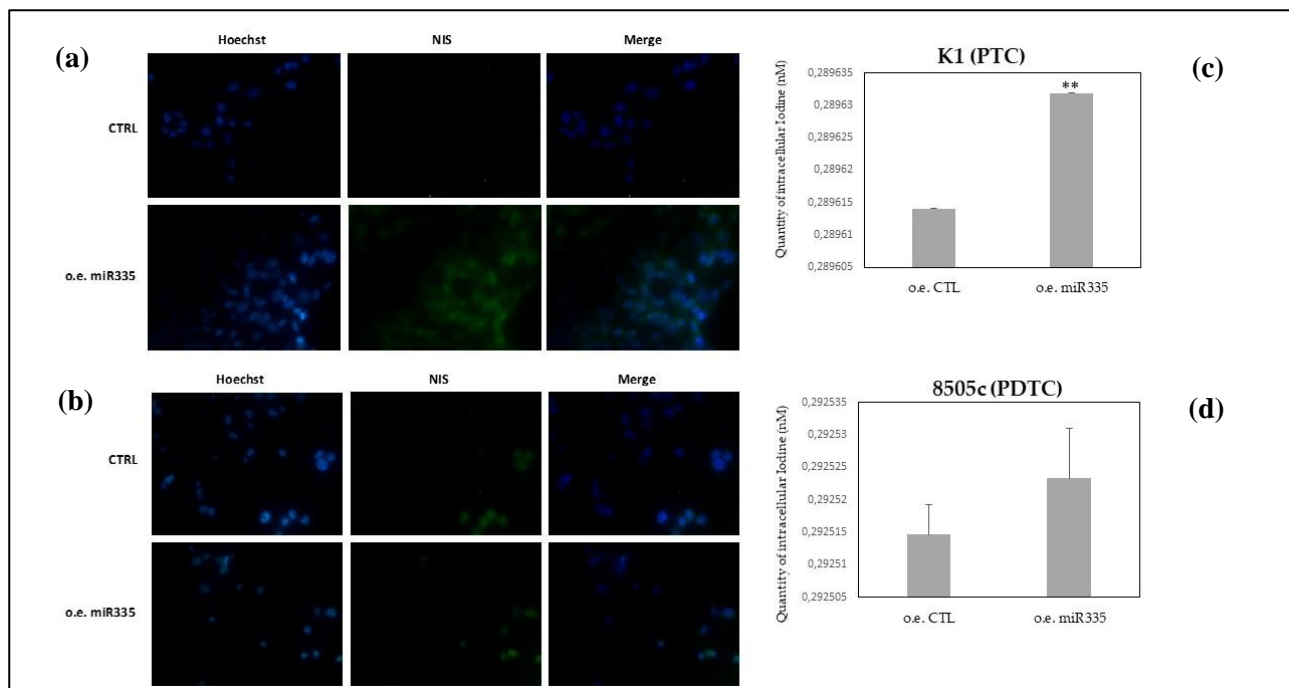 (a)
Hoechst NIS Merge
CTRL
o.e. miR335
(b)
Hoechst NIS Merge
CTRL
o.e. miR335
K1 (PTC)
(c)
Quantity of intracellular Iodine (nM)
0,289635
0,28963
0,289625
0,28962
0,289615
0,28961
0,289605
**
o.e. CTL o.e. miR335
8505c (PDTC)
(d)
Quantity of intracellular Iodine (nM)
0,292535
0,29253
0,292525
0,29252
0,292515
0,29251
0,292505
o.e. CTL o.e. miR335